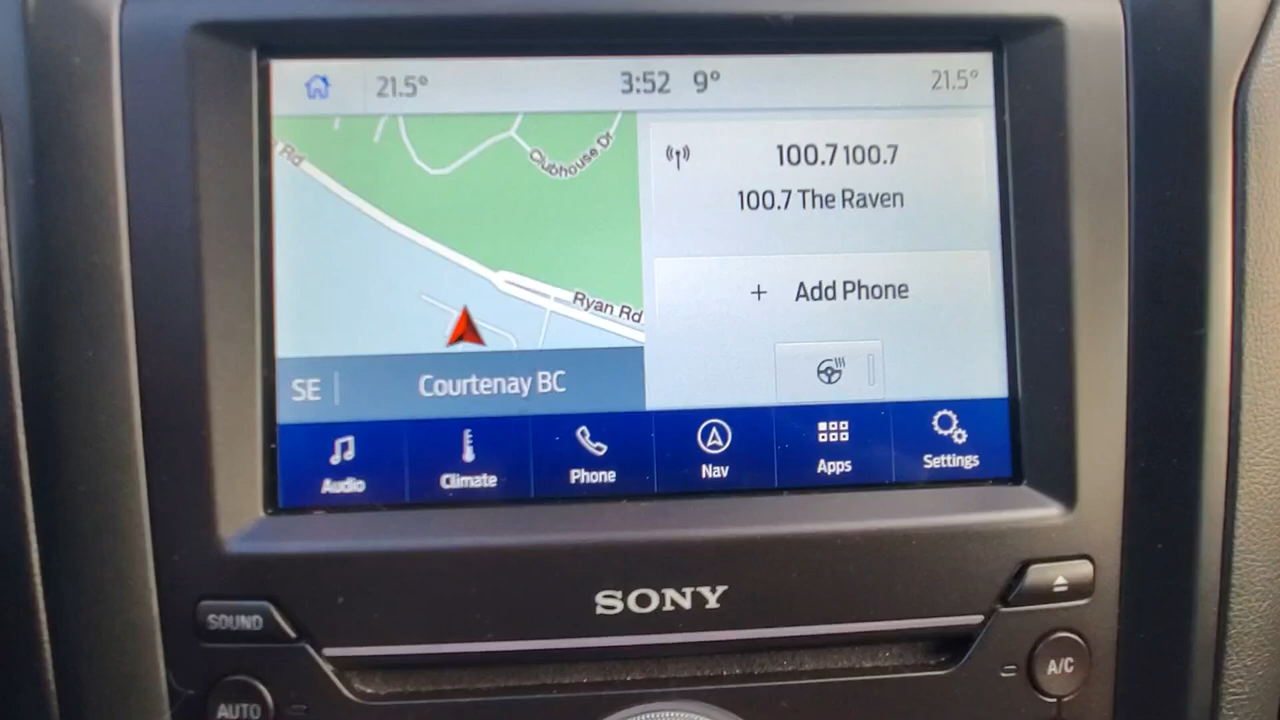 21.5° 3:52 9° 21.5°
Rd
Clubhouse Dr
Ryan Rd
SE Courtenay BC
100.7 100.7
100.7 The Raven
+ Add Phone
Audio Climate Phone Nav Apps Settings
SONY
SOUND
AUTO
A/C